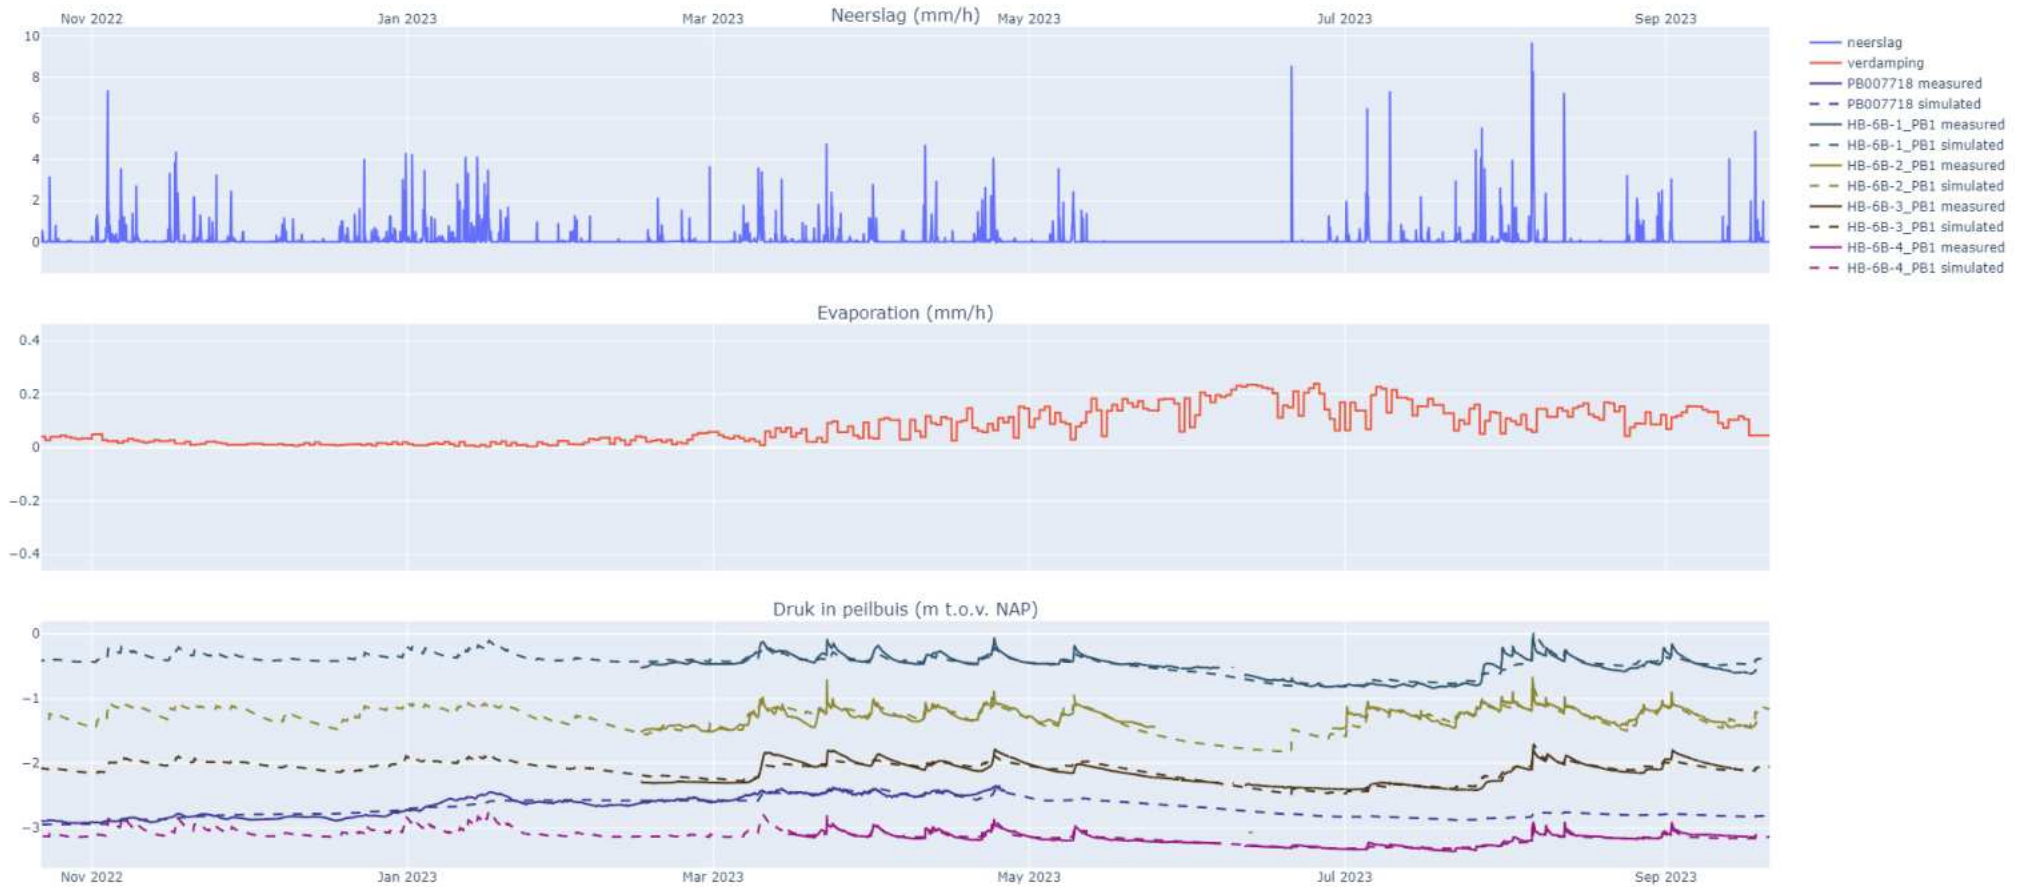 Nov 2022 Jan 2023 Mar 2023 Neerslag (mm/h) May 2023 Jul 2023 Sep 2023
10
8
6
4
2
0
neerslag
verdamping
PB007718 measured
PB007718 simulated
HB-6B-1_PB1 measured
HB-6B-1_PB1 simulated
HB-6B-2_PB1 measured
HB-6B-2_PB1 simulated
HB-6B-3_PB1 measured
HB-6B-3_PB1 simulated
HB-6B-4_PB1 measured
HB-6B-4_PB1 simulated
Evaporation (mm/h)
0.4
0.2
0
−0.2
−0.4
Druk in peilbuis (m t.o.v. NAP)
0
−1
−2
−3
Nov 2022 Jan 2023 Mar 2023 May 2023 Jul 2023 Sep 2023